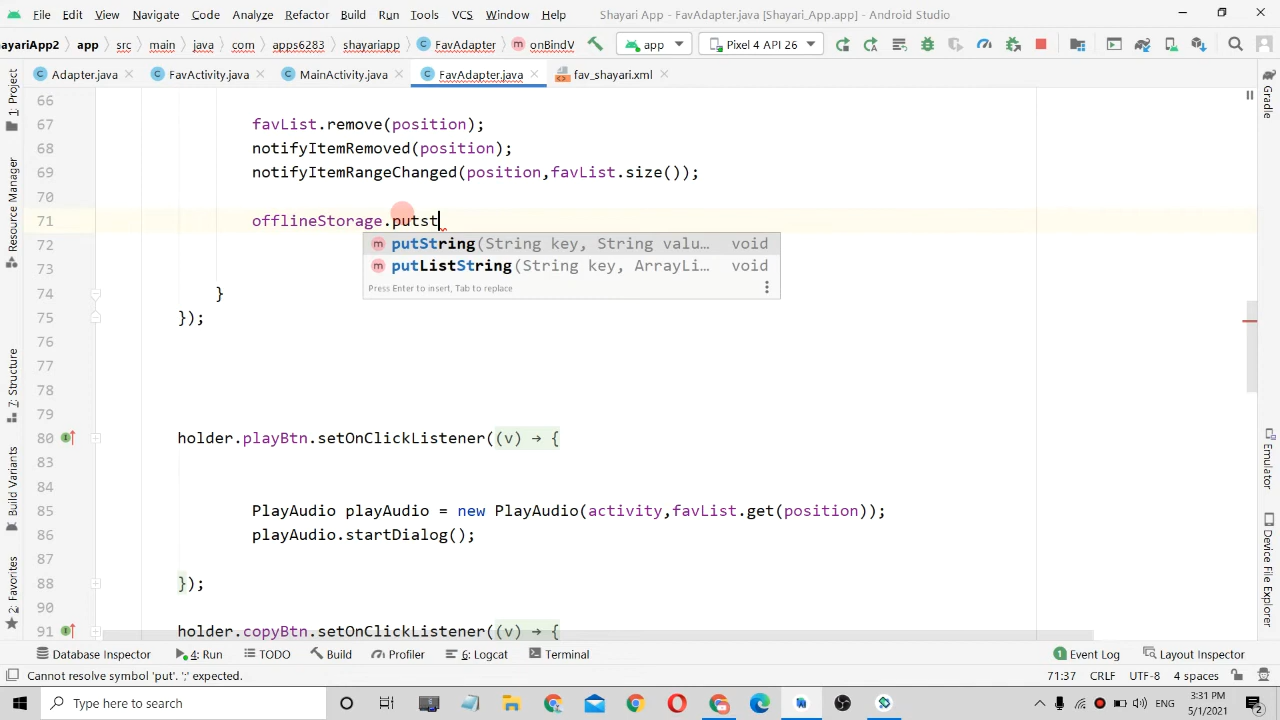 File Edit View Navigate Code Analyze Refactor Build Run Tools VCS Window Help Shayari App - FavAdapter.java [Shayari_App.app] - Android Studio
ayariApp2 app src main java com apps6283 shayariapp FavAdapter onBindV app Pixel 4 API 26
Adapter.java FavActivity.java MainActivity.java FavAdapter.java fav_shayari.xml
1: Project
Resource Manager
Z: Structure
Build Variants
2: Favorites
66
67 favList.remove(position);
68 notifyItemRemoved(position);
69 notifyItemRangeChanged(position,favList.size());
70
71 offlineStorage.putst
72 putString(String key, String valu… void
73 putListString(String key, ArrayLi… void
Press Enter to insert, Tab to replace
74 }
75 });
76
77
78
79
80 holder.playBtn.setOnClickListener((v) → {
83
84
85 PlayAudio playAudio = new PlayAudio(activity,favList.get(position));
86 playAudio.startDialog();
87
88 });
90
91 holder.copyBtn.setOnClickListener((v) → {
Gradle
Emulator
Device File Explorer
Database Inspector 4: Run TODO Build Profiler 6: Logcat Terminal 1 Event Log Layout Inspector
Cannot resolve symbol 'put'. ';' expected. 71:37 CRLF UTF-8 4 spaces
Type here to search ENG 3:31 PM
5/1/2021 2